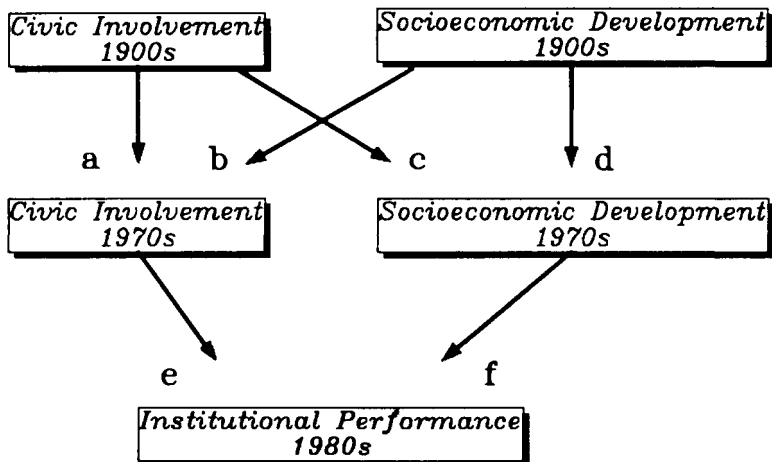 Civic Involvement
1900s
Socioeconomic Development
1900s
a
b
c
d
Civic Involvement
1970s
Socioeconomic Development
1970s
e
f
Institutional Performance
1980s